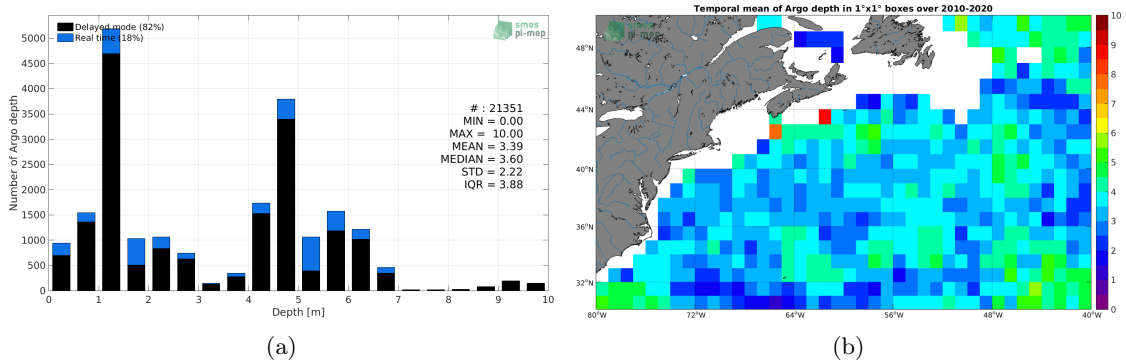 Delayed mode (82%)
Real time (18%)
smos
pi-mep
# : 21351
MIN = 0.00
MAX = 10.00
MEAN = 3.39
MEDIAN = 3.60
STD = 2.22
IQR = 3.88
Number of Argo depth
5000
4500
4000
3500
3000
2500
2000
1500
1000
500
0
0 1 2 3 4 5 6 7 8 9 10
Depth [m]
(a)
Temporal mean of Argo depth in 1°x1° boxes over 2010-2020
smos
pi-mep
48°N
44°N
40°N
36°N
32°N
80°W 72°W 64°W 56°W 48°W 40°W
10
9
8
7
6
5
4
3
2
1
0
(b)